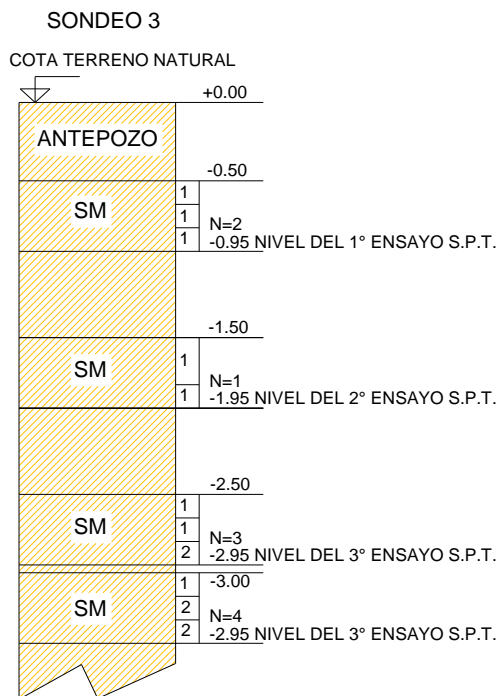 SONDEO 3
COTA TERRENO NATURAL
+0.00
ANTEPOZO
-0.50
SM
1
1
1
N=2
-0.95 NIVEL DEL 1° ENSAYO S.P.T.
-1.50
SM
1
1
N=1
-1.95 NIVEL DEL 2° ENSAYO S.P.T.
-2.50
SM
1
1
2
N=3
-2.95 NIVEL DEL 3° ENSAYO S.P.T.
-3.00
SM
1
2
2
N=4
-2.95 NIVEL DEL 3° ENSAYO S.P.T.